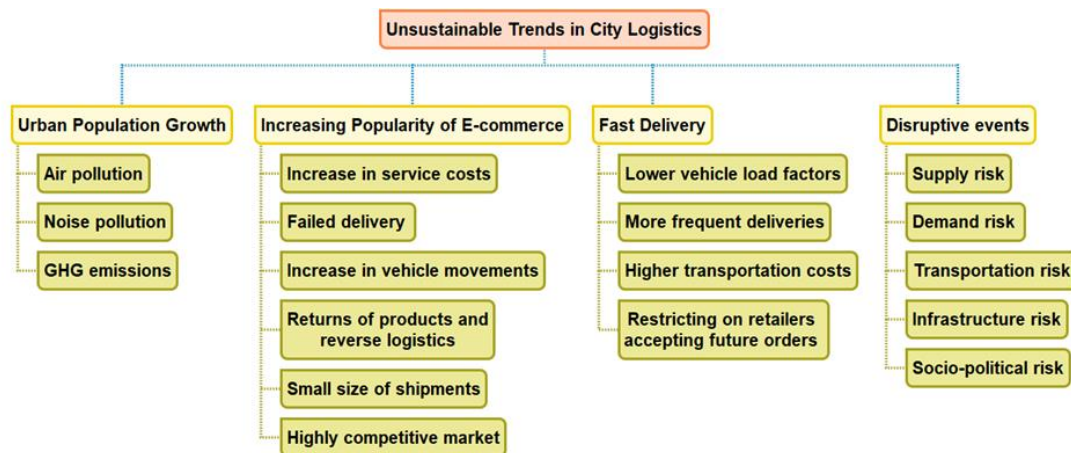 Unsustainable Trends in City Logistics
Urban Population Growth
Air pollution
Noise pollution
GHG emissions
Increasing Popularity of E-commerce
Increase in service costs
Failed delivery
Increase in vehicle movements
Returns of products and
reverse logistics
Small size of shipments
Highly competitive market
Fast Delivery
Lower vehicle load factors
More frequent deliveries
Higher transportation costs
Restricting on retailers
accepting future orders
Disruptive events
Supply risk
Demand risk
Transportation risk
Infrastructure risk
Socio-political risk